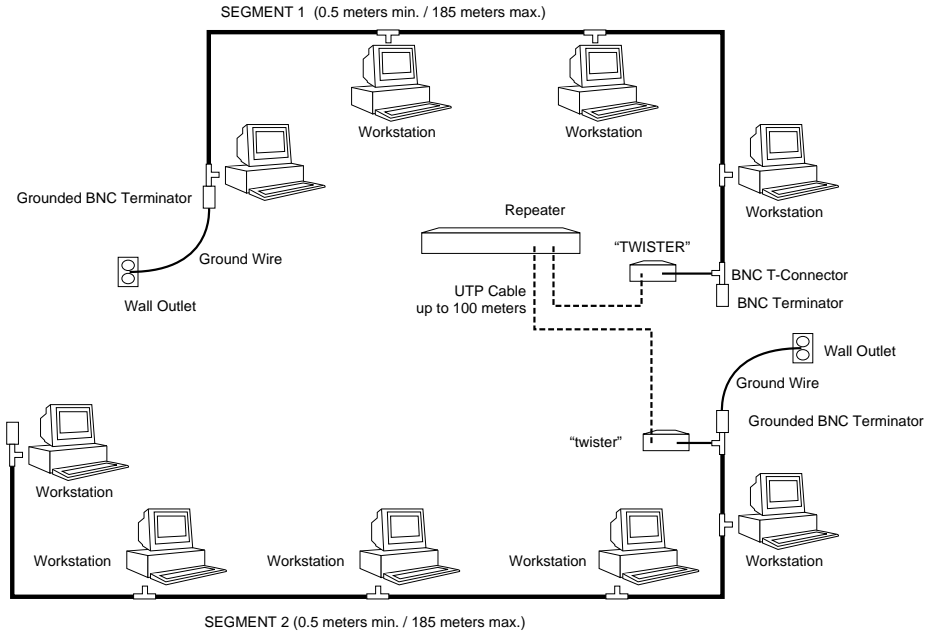 SEGMENT 1 (0.5 meters min. / 185 meters max.)
Workstation
Workstation
Grounded BNC Terminator
Workstation
Repeater
“TWISTER”
Ground Wire
BNC T-Connector
UTP Cable
up to 100 meters
Wall Outlet
BNC Terminator
Wall Outlet
Ground Wire
Grounded BNC Terminator
“twister”
Workstation
Workstation
Workstation
Workstation
Workstation
SEGMENT 2 (0.5 meters min. / 185 meters max.)